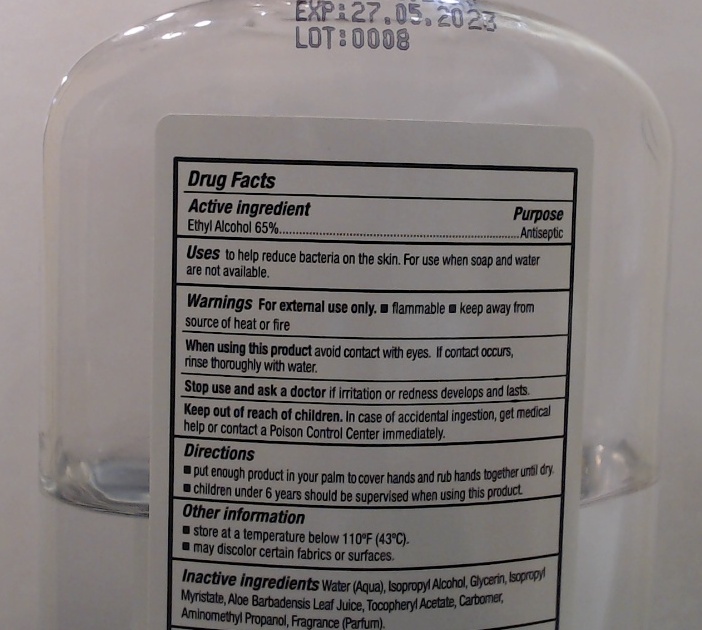 EXP:27.05.2023
LOT:0008
Drug Facts
Active ingredient Purpose
Ethyl Alcohol 65%........................................................................Antiseptic
Uses to help reduce bacteria on the skin. For use when soap and water
are not available.
Warnings For external use only. ■ flammable ■ keep away from
source of heat or fire
When using this product avoid contact with eyes. If contact occurs,
rinse thoroughly with water.
Stop use and ask a doctor if irritation or redness develops and lasts.
Keep out of reach of children. In case of accidental ingestion, get medical
help or contact a Poison Control Center immediately.
Directions
■ put enough product in your palm to cover hands and rub hands together until dry.
■ children under 6 years should be supervised when using this product.
Other information
■ store at a temperature below 110ºF (43ºC).
■ may discolor certain fabrics or surfaces.
Inactive ingredients Water (Aqua), Isopropyl Alcohol, Glycerin, Isopropyl
Myristate, Aloe Barbadensis Leaf Juice, Tocopheryl Acetate, Carbomer,
Aminomethyl Propanol, Fragrance (Parfum).